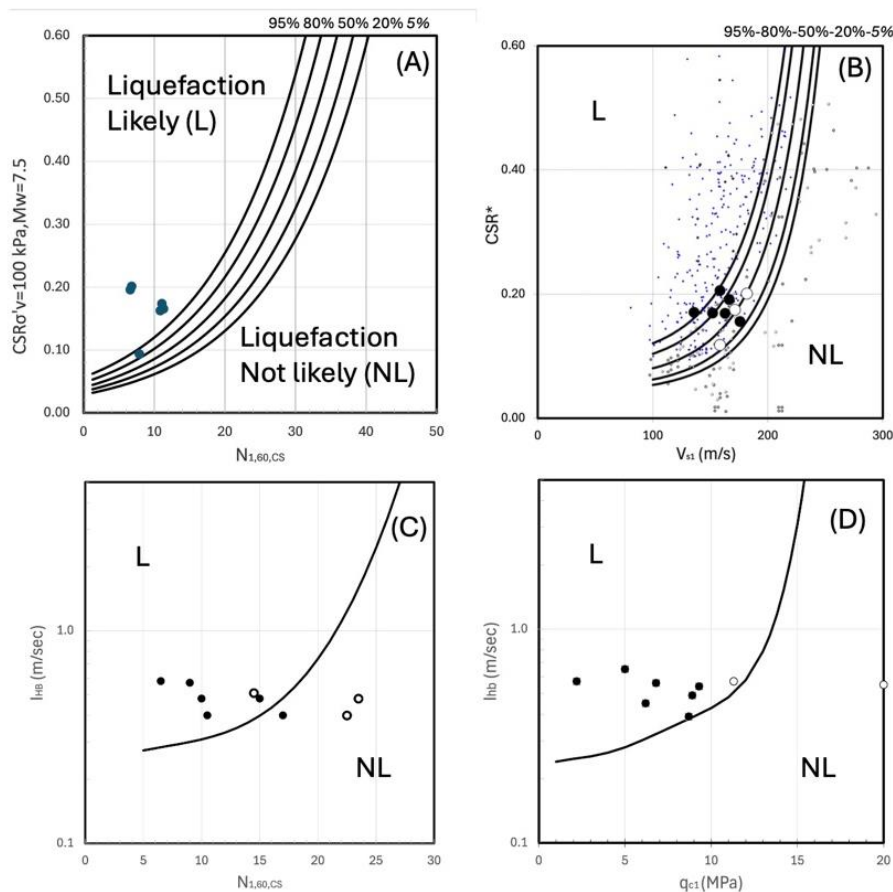 95% 80% 50% 20% 5%
0.60
0.50
0.40
0.30
0.20
0.10
0.00
CSRσ'v=100 kPa,Mw=7.5
Liquefaction
Likely (L)
(A)
Liquefaction
Not likely (NL)
0 10 20 30 40 50
N1,60,CS
95%-80%-50%-20%-5%
0.60
0.40
0.20
0.00
CSR*
L
(B)
NL
0 100 200 300
Vs1 (m/s)
1.0
0.1
IHB (m/sec)
L
(C)
NL
0 5 10 15 20 25 30
N1,60,CS
1.0
0.1
Ihb (m/sec)
L
(D)
NL
0 5 10 15 20
qc1(MPa)